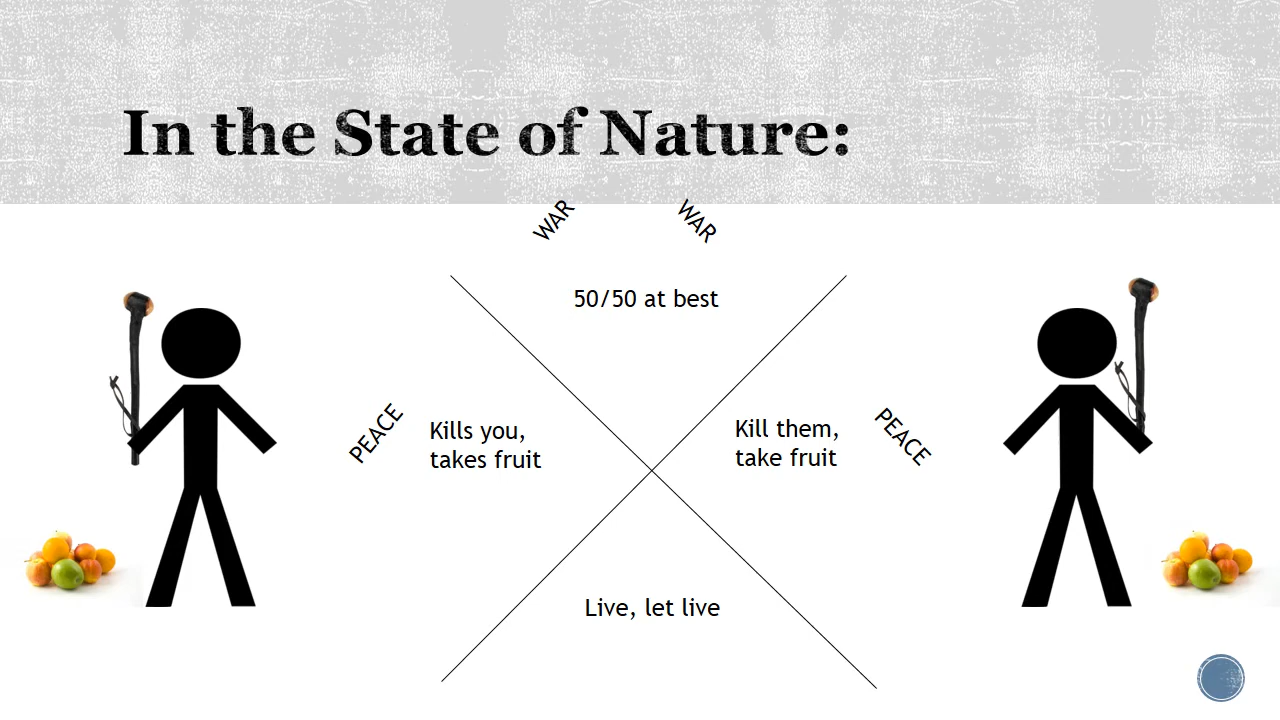 In the State of Nature:
WAR
WAR
50/50 at best
PEACE
Kills you,
takes fruit
Kill them,
take fruit
PEACE
Live, let live